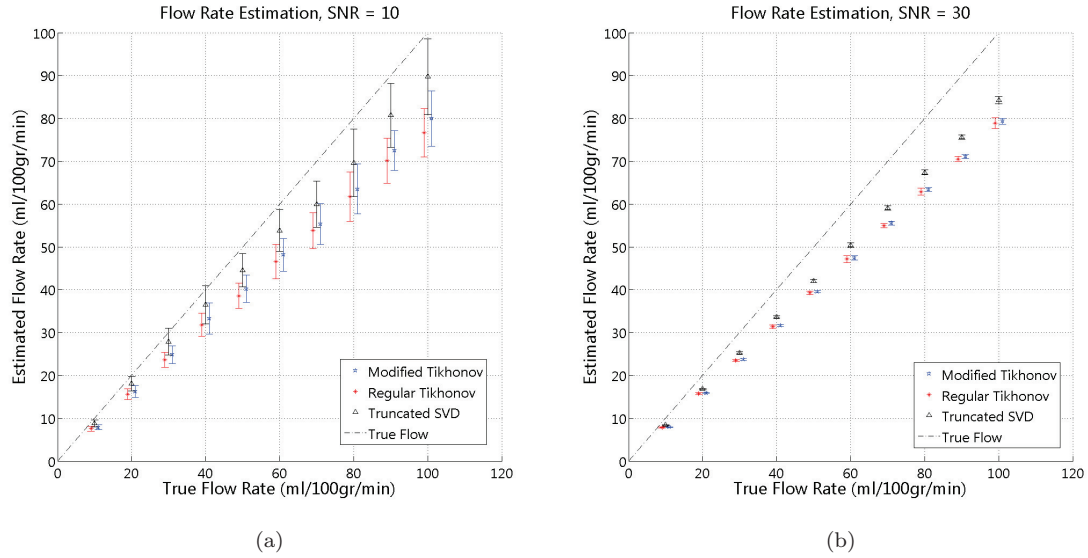 Flow Rate Estimation, SNR = 10
100
90
80
70
60
50
40
30
20
10
0
Estimated Flow Rate (ml/100gr/min)
Modified Tikhonov
Regular Tikhonov
Truncated SVD
True Flow
0 20 40 60 80 100 120
True Flow Rate (ml/100gr/min)
(a)
Flow Rate Estimation, SNR = 30
100
90
80
70
60
50
40
30
20
10
0
Estimated Flow Rate (ml/100gr/min)
Modified Tikhonov
Regular Tikhonov
Truncated SVD
True Flow
0 20 40 60 80 100 120
True Flow Rate (ml/100gr/min)
(b)